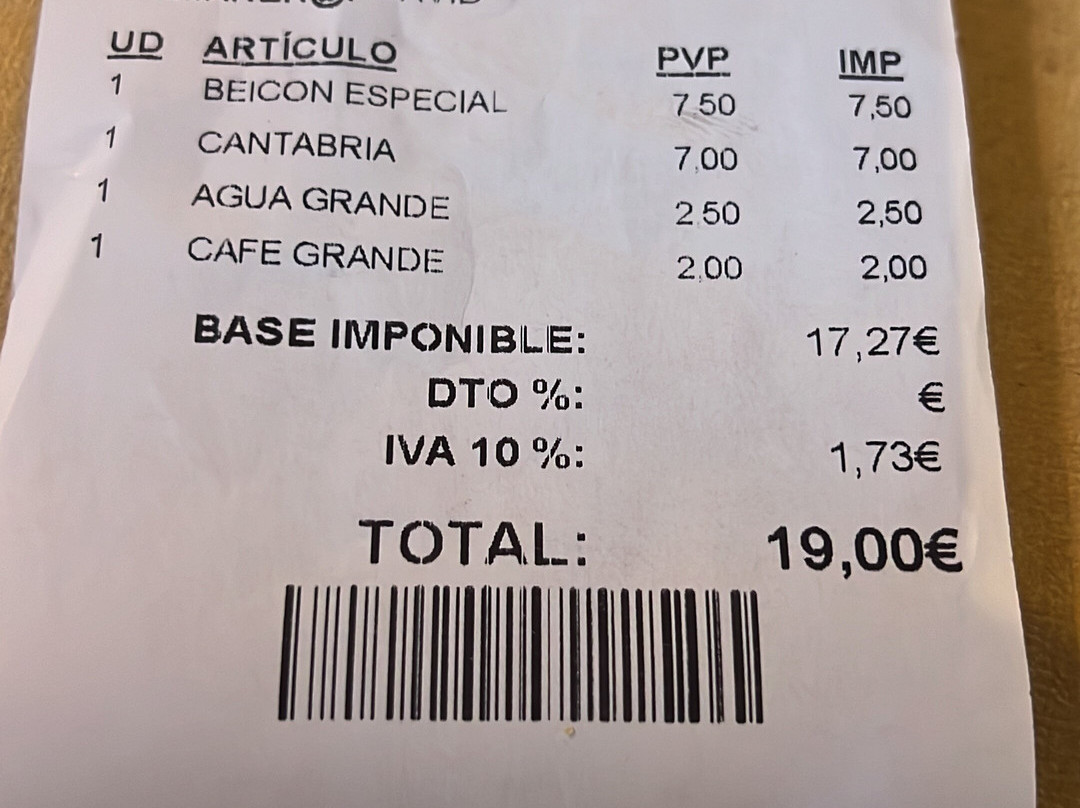 UD ARTÍCULO PVP IMP
1 BEICON ESPECIAL 7.50 7,50
1 CANTABRIA 7,00 7,00
1 AGUA GRANDE 2.50 2,50
1 CAFE GRANDE 2.00 2,00
BASE IMPONIBLE: 17,27€
DTO %: €
IVA 10 %: 1,73€
TOTAL: 19,00€